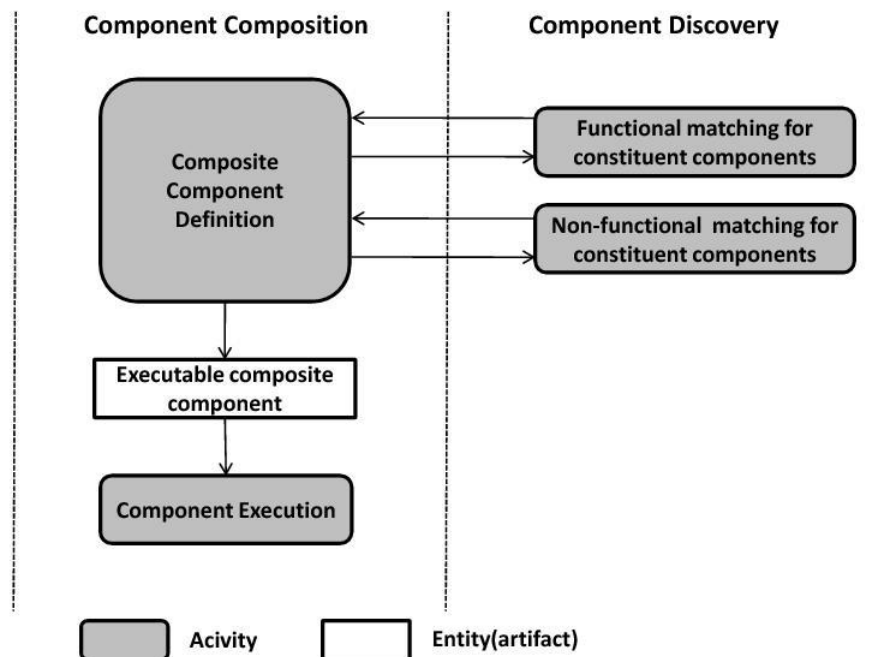 Component Composition
Component Discovery
Composite
Component
Definition
Functional matching for
constituent components
Non-functional matching for
constituent components
Executable composite
component
Component Execution
Acivity
Entity(artifact)